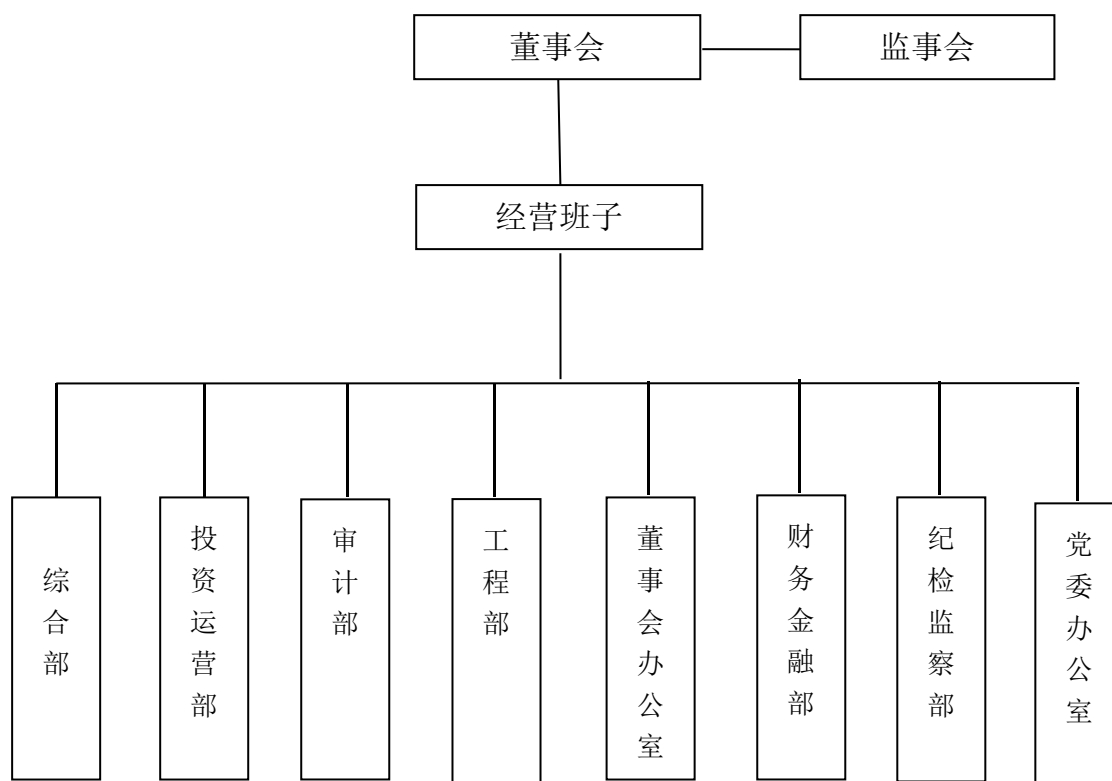 董事会
监事会
经营班子
综合部
投资运营部
审计部
工程部
董事会办公室
财务金融部
纪检监察部
党委办公室